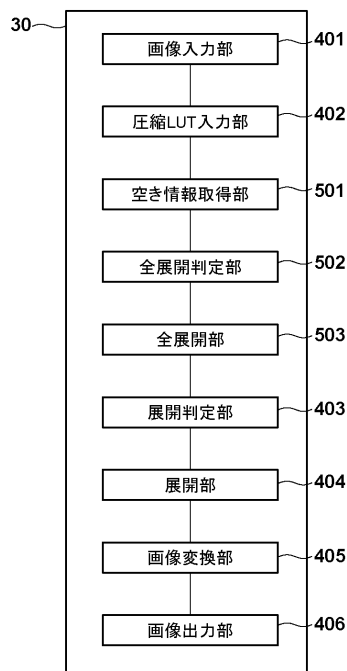 30
画像入力部 401
圧縮LUT入力部 402
空き情報取得部 501
全展開判定部 502
全展開部 503
展開判定部 403
展開部 404
画像変換部 405
画像出力部 406